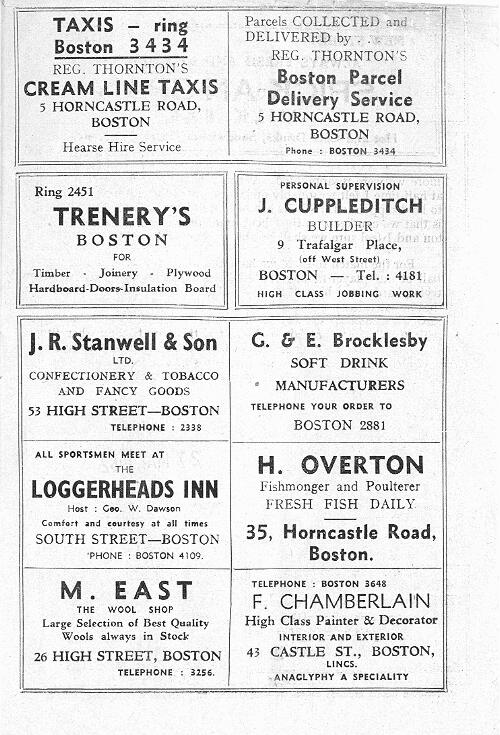 TAXIS – ring
Boston 3434
REG. THORNTON'S
CREAM LINE TAXIS
5 HORNCASTLE ROAD,
BOSTON
Hearse Hire Service
Parcels COLLECTED and
DELIVERED by . . .
REG. THORNTON'S
Boston Parcel
Delivery Service
5 HORNCASTLE ROAD,
BOSTON
Phone : BOSTON 3434
Ring 2451
TRENERY'S
BOSTON
FOR
Timber - Joinery - Plywood
Hardboard-Doors-Insulation Board
PERSONAL SUPERVISION
J. CUPPLEDITCH
BUILDER
9 Trafalgar Place,
(off West Street)
BOSTON — Tel. : 4181
HIGH CLASS JOBBING WORK
J. R. Stanwell & Son
LTD.
CONFECTIONERY & TOBACCO
AND FANCY GOODS
53 HIGH STREET—BOSTON
TELEPHONE : 2338
G. & E. Brocklesby
SOFT DRINK
MANUFACTURERS
TELEPHONE YOUR ORDER TO
BOSTON 2881
ALL SPORTSMEN MEET AT
THE
LOGGERHEADS INN
Host : Geo. W. Dawson
Comfort and courtesy at all times
SOUTH STREET—BOSTON
'PHONE : BOSTON 4109.
H. OVERTON
Fishmonger and Poulterer
FRESH FISH DAILY
35, Horncastle Road,
Boston.
M. EAST
THE WOOL SHOP
Large Selection of Best Quality
Wools always in Stock
26 HIGH STREET, BOSTON
TELEPHONE : 3256.
TELEPHONE : BOSTON 3648
F. CHAMBERLAIN
High Class Painter & Decorator
INTERIOR AND EXTERIOR
43 CASTLE ST., BOSTON,
LINCS.
ANAGLYPHY A SPECIALITY